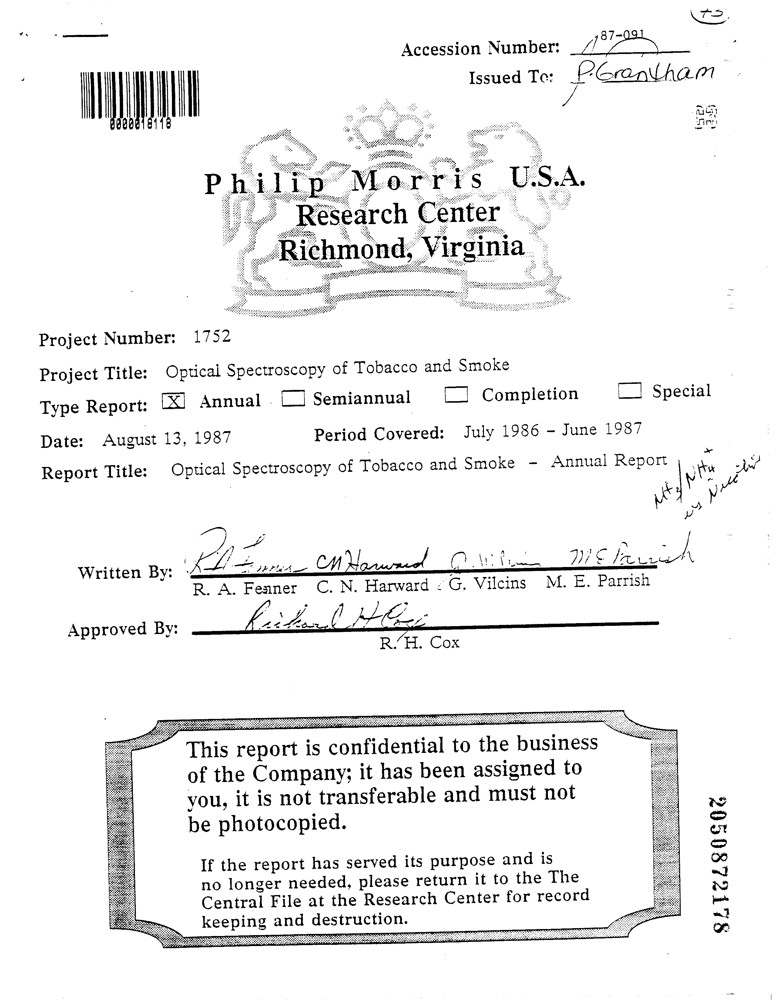 Accession Number: 87-091
Issued To: P. Grantham
0000018118
Philip Morris U.S.A.
Research Center
Richmond, Virginia
Project Number: 1752
Project Title: Optical Spectroscopy of Tobacco and Smoke
Type Report: X Annual Semiannual Completion Special
Date: August 13, 1987 Period Covered: July 1986 - June 1987
Report Title: Optical Spectroscopy of Tobacco and Smoke - Annual Report
NH3/NH4+
vs Nicotine
Written By: R. A. Fenner C. N. Harward G. Vilcins M. E. Parrish
Approved By: Richard H Cox
R. H. Cox
This report is confidential to the business
of the Company; it has been assigned to
you, it is not transferable and must not
be photocopied.
If the report has served its purpose and is
no longer needed, please return it to the The
Central File at the Research Center for record
keeping and destruction.
2050872178